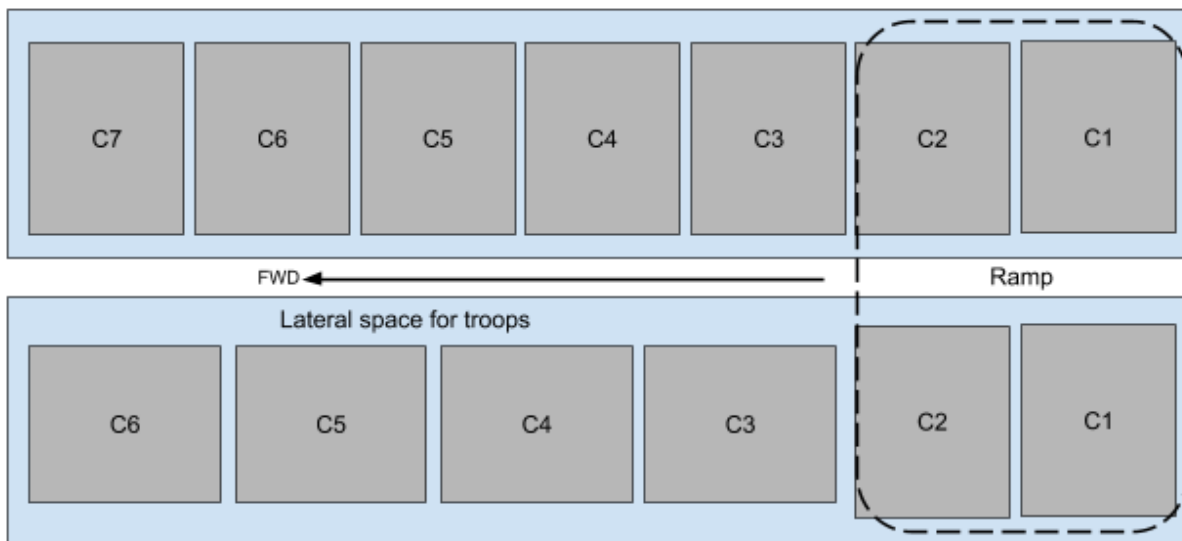 C7 C6 C5 C4 C3 C2 C1
FWD Ramp
Lateral space for troops
C6 C5 C4 C3 C2 C1